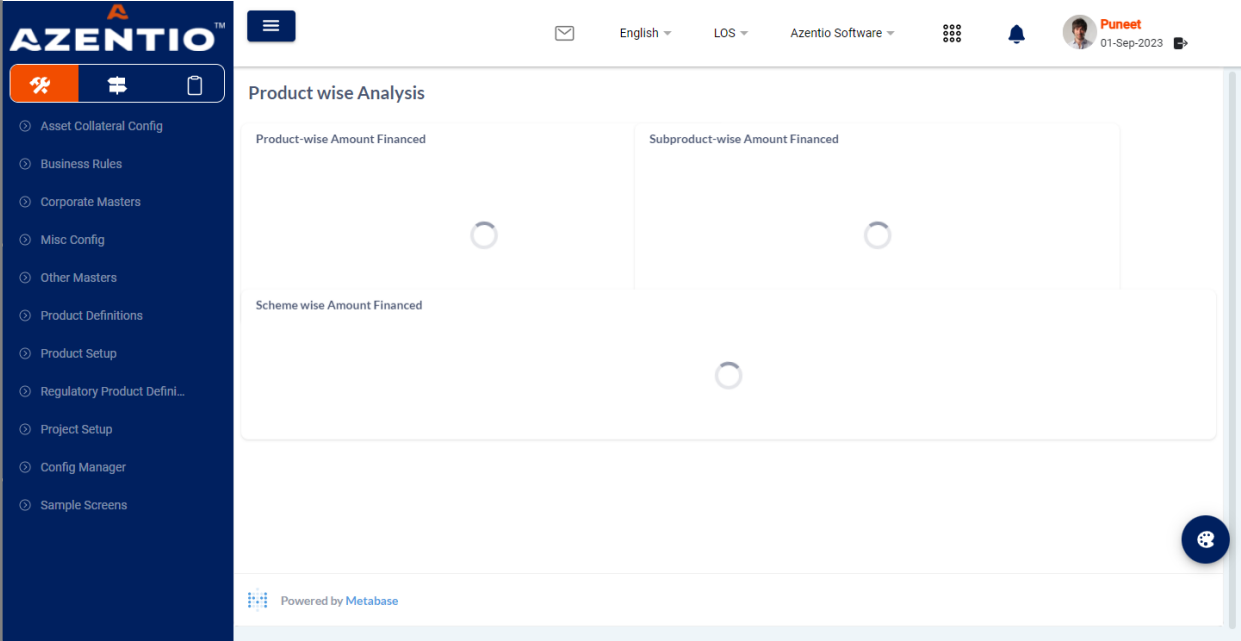 AZENTIO™
English
LOS
Azentio Software
Puneet
01-Sep-2023
Asset Collateral Config
Business Rules
Corporate Masters
Misc Config
Other Masters
Product Definitions
Product Setup
Regulatory Product Defini...
Project Setup
Config Manager
Sample Screens
Product wise Analysis
Product-wise Amount Financed
Subproduct-wise Amount Financed
Scheme wise Amount Financed
Powered by Metabase